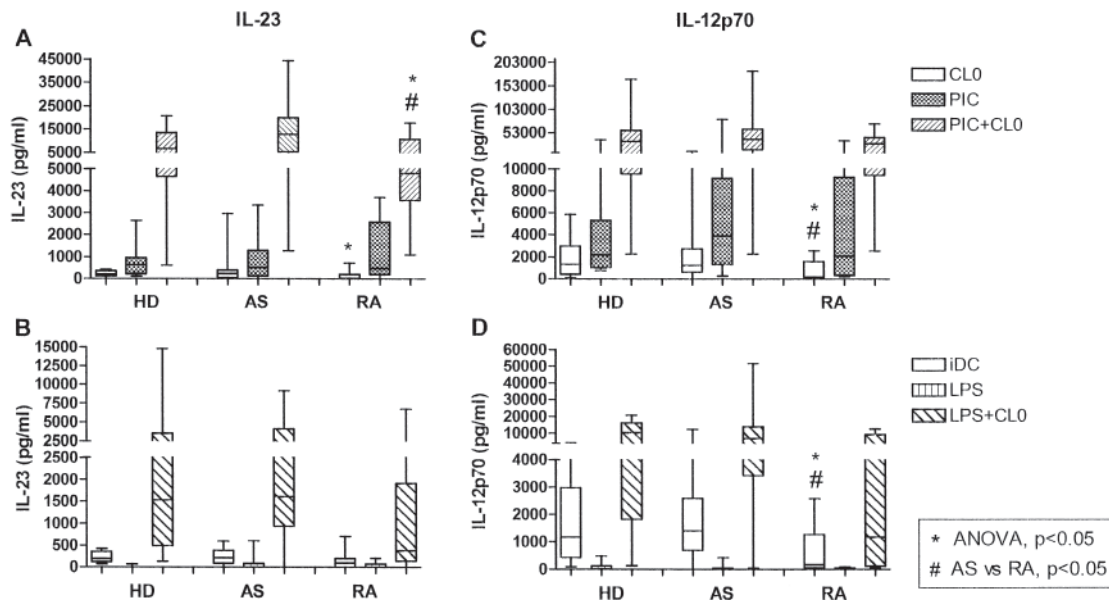 IL-23
IL-12p70
A
IL-23 (pg/ml)
45000
35000
25000
15000
5000
5000
4000
3000
2000
1000
0
HD
AS
RA
*
*
#
C
IL-12p70 (pg/ml)
203000
153000
103000
53000
10000
8000
6000
4000
2000
0
HD
AS
RA
*
#
CL0
PIC
PIC+CL0
B
IL-23 (pg/ml)
15000
12500
10000
7500
5000
2500
2500
2000
1500
1000
500
0
HD
AS
RA
D
IL-12p70 (pg/ml)
60000
50000
40000
30000
20000
10000
4000
3000
2000
1000
0
HD
AS
RA
*
#
iDC
LPS
LPS+CL0
* ANOVA, p<0.05
# AS vs RA, p<0.05